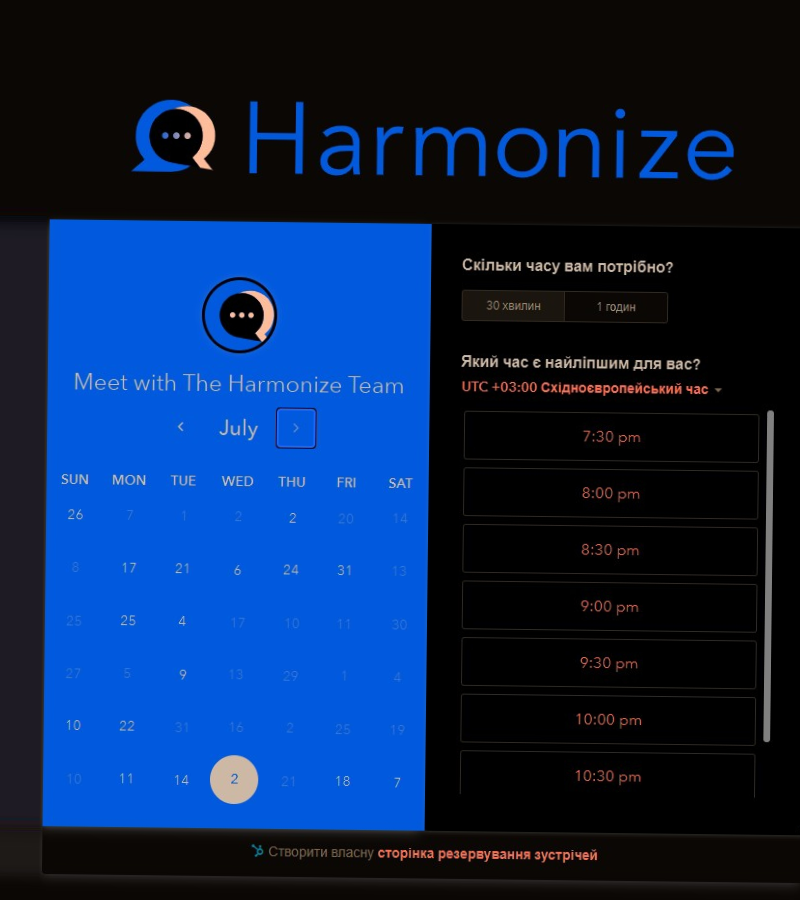 Harmonize
Meet with The Harmonize Team
July
SUN MON TUE WED THU FRI SAT
26 7 1 2 2 20 14
8 17 21 6 24 31 13
25 25 4 17 10 11 30
27 5 9 13 29 1 4
10 22 31 16 2 25 19
10 11 14 2 21 18 7
Скільки часу вам потрібно?
30 хвилин 1 годин
Який час є найліпшим для вас?
UTC +03:00 Східноєвропейський час
7:30 pm
8:00 pm
8:30 pm
9:00 pm
9:30 pm
10:00 pm
10:30 pm
Створити власну сторінка резервування зустрічей